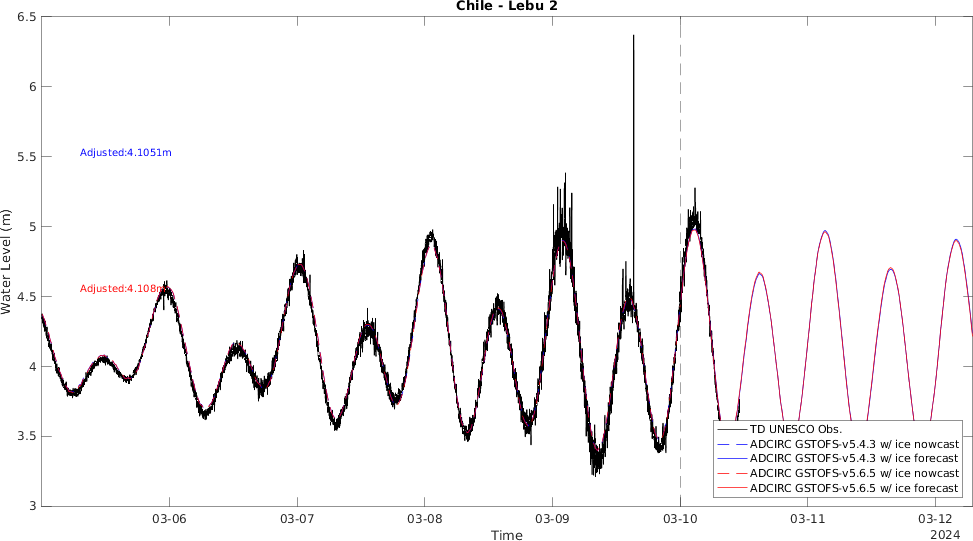 Chile - Lebu 2
6.5
6
5.5
5
4.5
4
3.5
3
Water Level (m)
Adjusted:4.1051m
Adjusted:4.108m
TD UNESCO Obs.
ADCIRC GSTOFS-v5.4.3 w/ ice nowcast
ADCIRC GSTOFS-v5.4.3 w/ ice forecast
ADCIRC GSTOFS-v5.6.5 w/ ice nowcast
ADCIRC GSTOFS-v5.6.5 w/ ice forecast
03-06 03-07 03-08 03-09 03-10 03-11 03-12
Time
2024